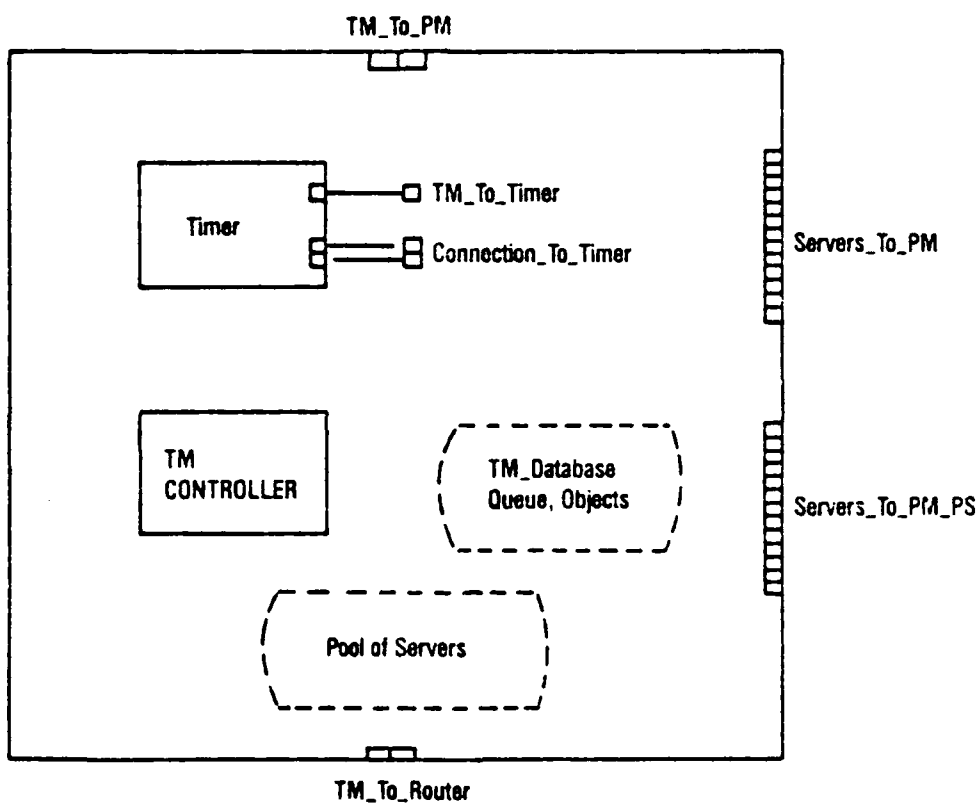 TM_To_PM
TM_To_Timer
Timer
Servers_To_PM
Connection_To_Timer
TM
CONTROLLER
TM_Database
Queue, Objects
Servers_To_PM_PS
Pool of Servers
TM_To_Router